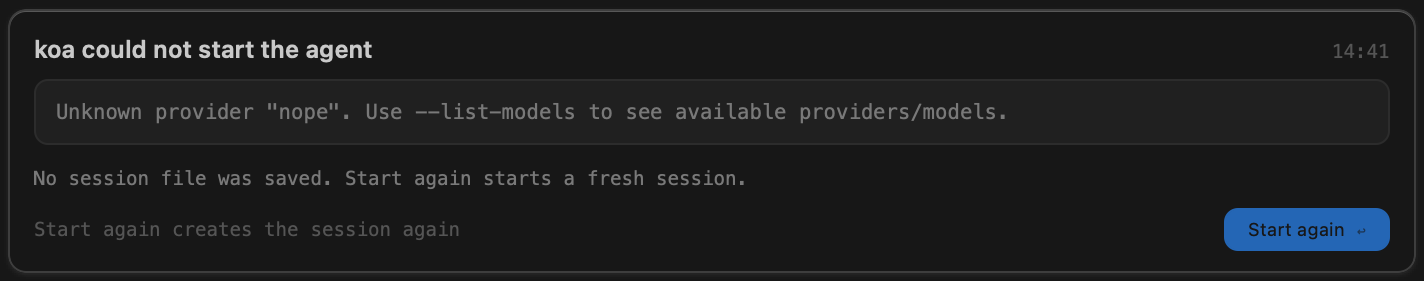 koa could not start the agent
14:41
Unknown provider "nope". Use --list-models to see available providers/models.
No session file was saved. Start again starts a fresh session.
Start again creates the session again
Start again ↵